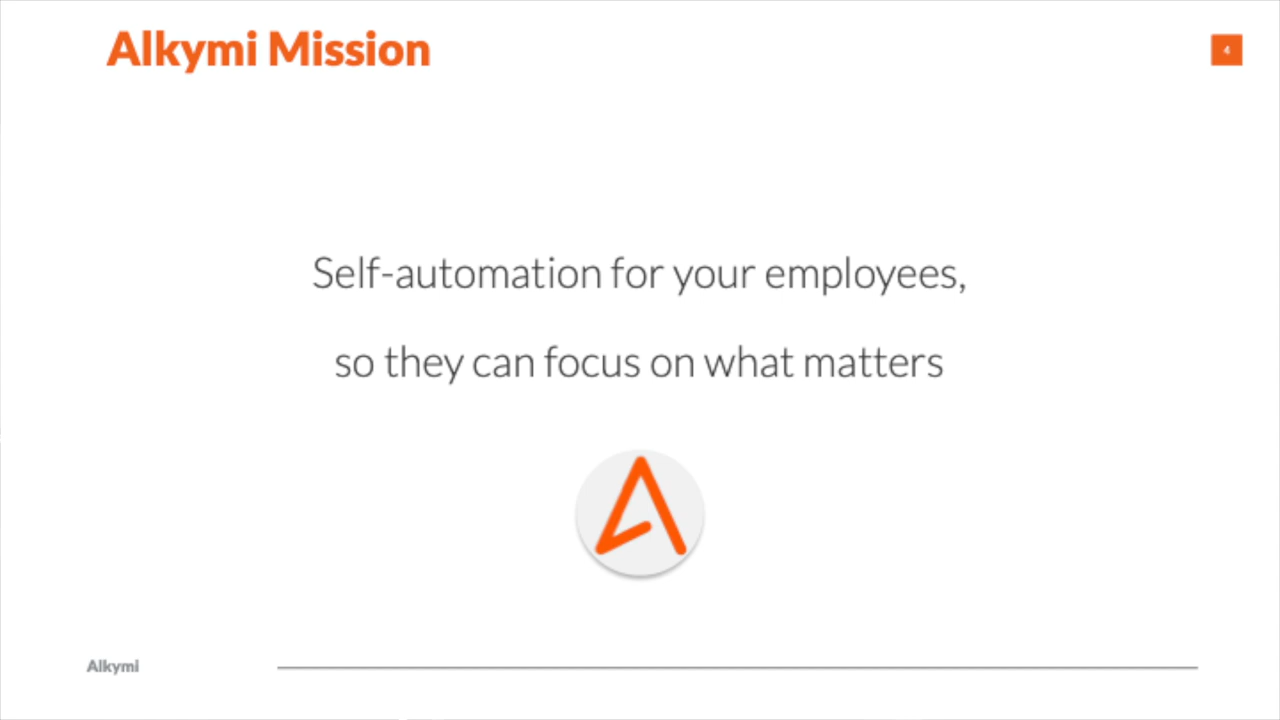 Alkymi Mission
4
Self-automation for your employees,
so they can focus on what matters
Alkymi